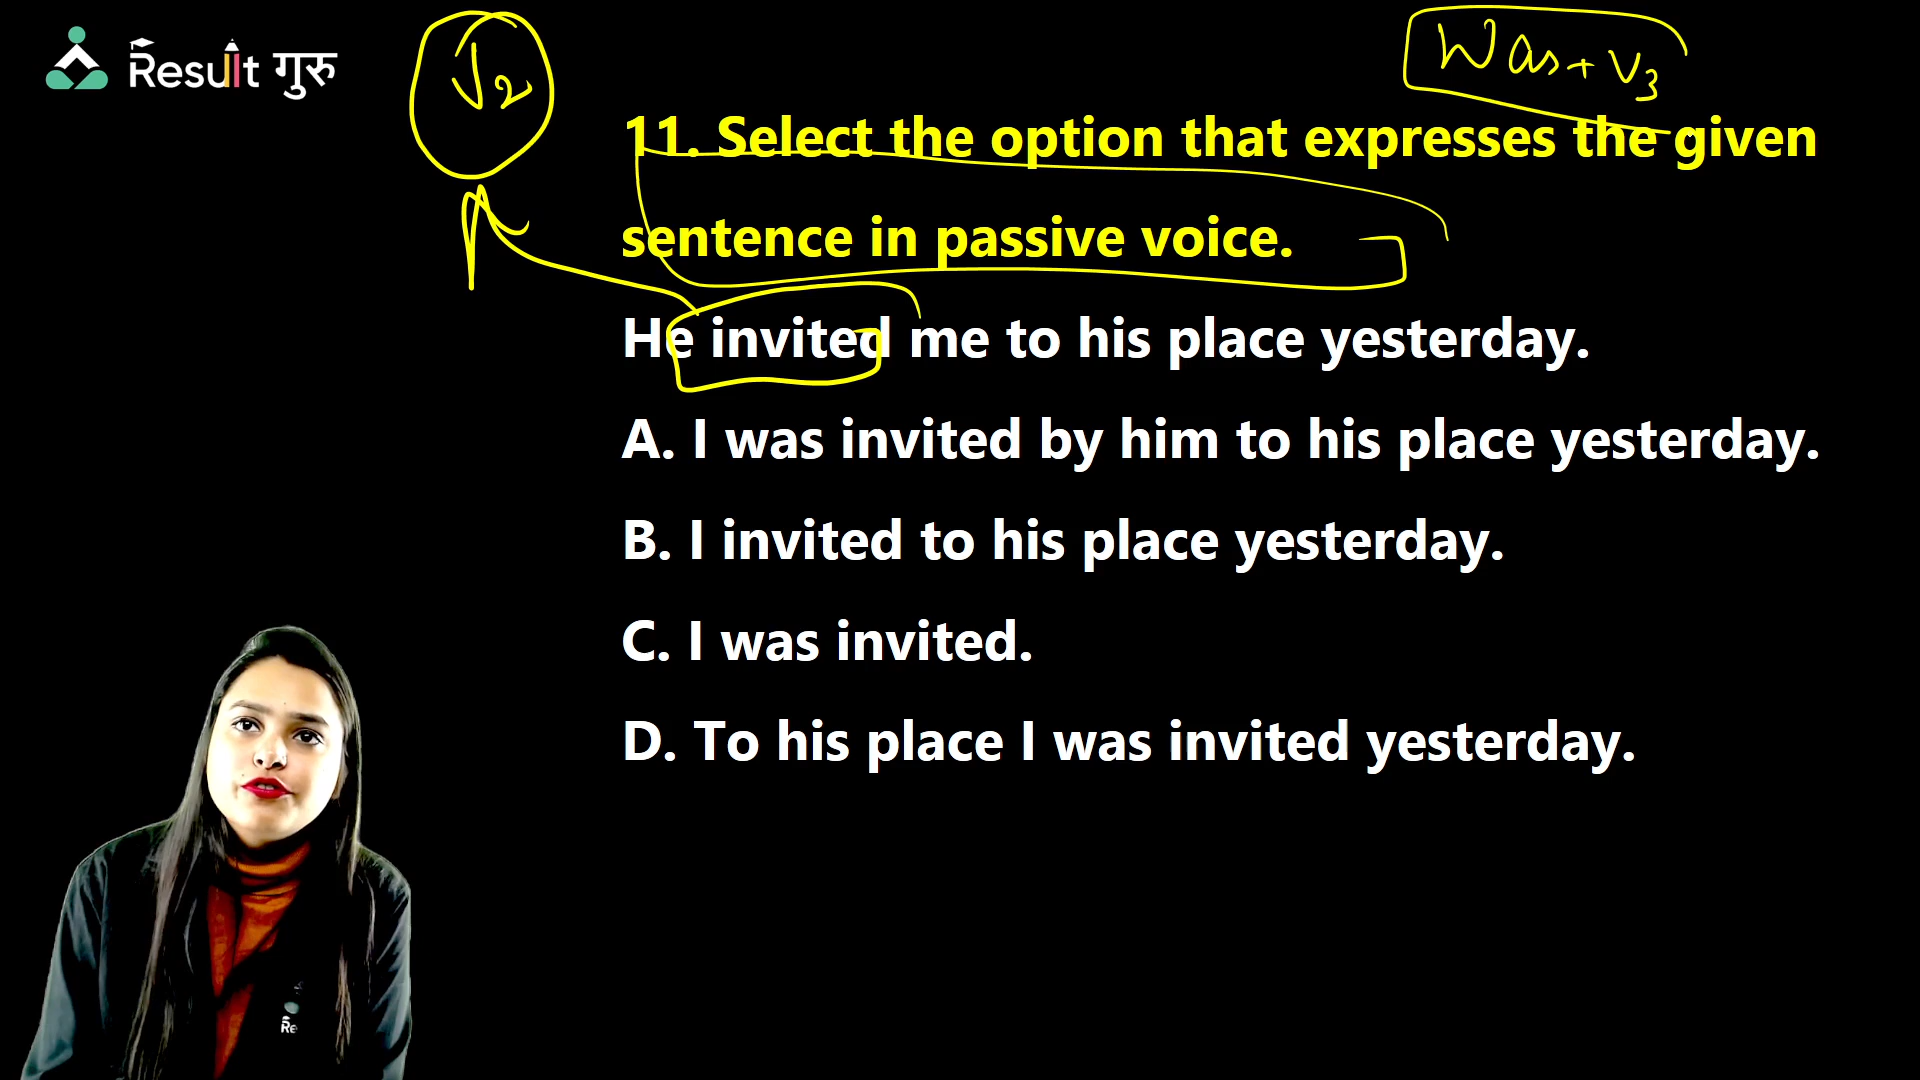 Result गुरु
V2
Was + V3
11. Select the option that expresses the given
sentence in passive voice.
He invited me to his place yesterday.
A. I was invited by him to his place yesterday.
B. I invited to his place yesterday.
C. I was invited.
D. To his place I was invited yesterday.
Re